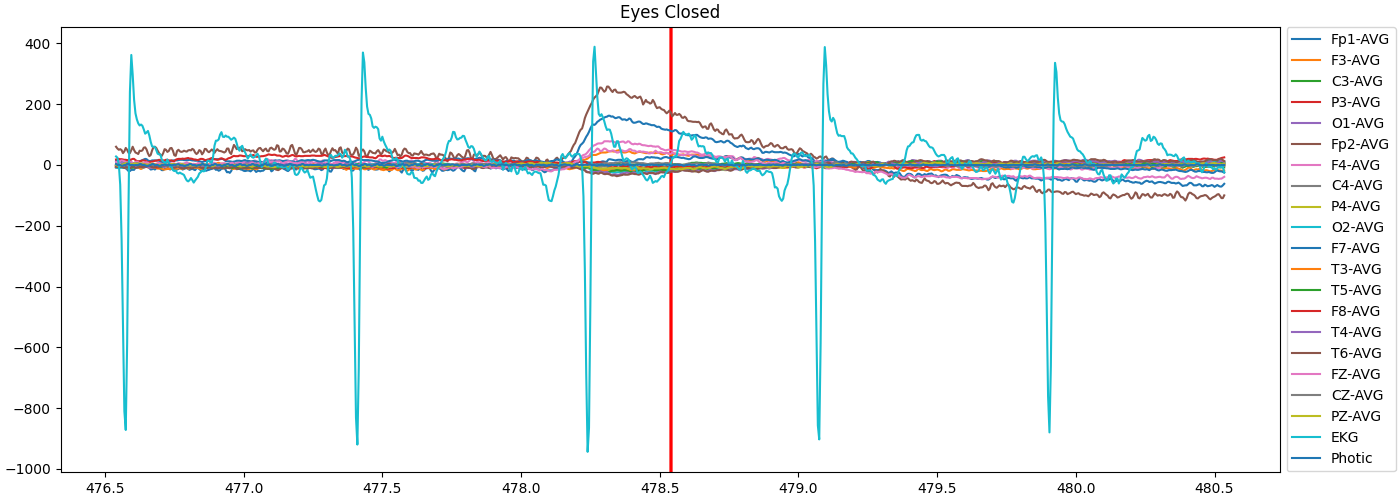 Eyes Closed
400
200
0
−200
−400
−600
−800
−1000
476.5 477.0 477.5 478.0 478.5 479.0 479.5 480.0 480.5
Fp1-AVG
F3-AVG
C3-AVG
P3-AVG
O1-AVG
Fp2-AVG
F4-AVG
C4-AVG
P4-AVG
O2-AVG
F7-AVG
T3-AVG
T5-AVG
F8-AVG
T4-AVG
T6-AVG
FZ-AVG
CZ-AVG
PZ-AVG
EKG
Photic